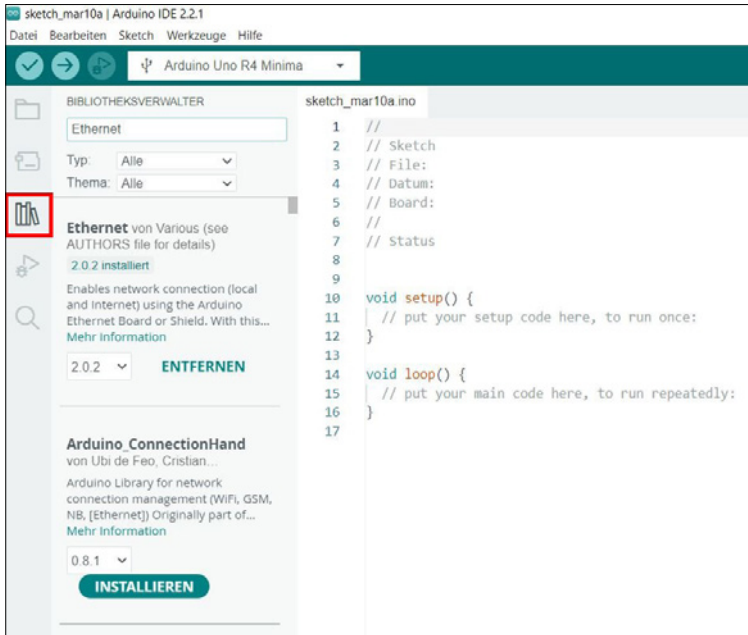 sketch_mar10a | Arduino IDE 2.2.1
Datei Bearbeiten Sketch Werkzeuge Hilfe
Arduino Uno R4 Minima
BIBLIOTHEKSVERWALTER
Ethernet
Typ: Alle
Thema: Alle
Ethernet von Various (see
AUTHORS file for details)
2.0.2 installiert
Enables network connection (local
and Internet) using the Arduino
Ethernet Board or Shield. With this...
Mehr Information
2.0.2
ENTFERNEN
Arduino_ConnectionHand
von Ubi de Feo, Cristian...
Arduino Library for network
connection management (WiFi, GSM,
NB, [Ethernet]) Originally part of...
Mehr Information
0.8.1
INSTALLIEREN
sketch_mar10a.ino
1 //
2 // Sketch
3 // File:
4 // Datum:
5 // Board:
6 //
7 // Status
8
9
10 void setup() {
11 // put your setup code here, to run once:
12 }
13
14 void loop() {
15 // put your main code here, to run repeatedly:
16 }
17